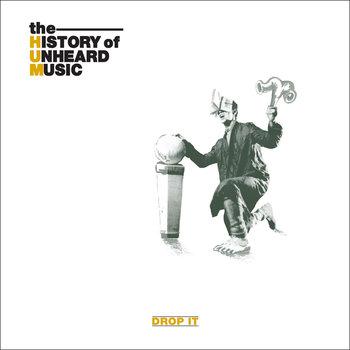 the
HISTORY of
UNHEARD
MUSIC
DROP IT